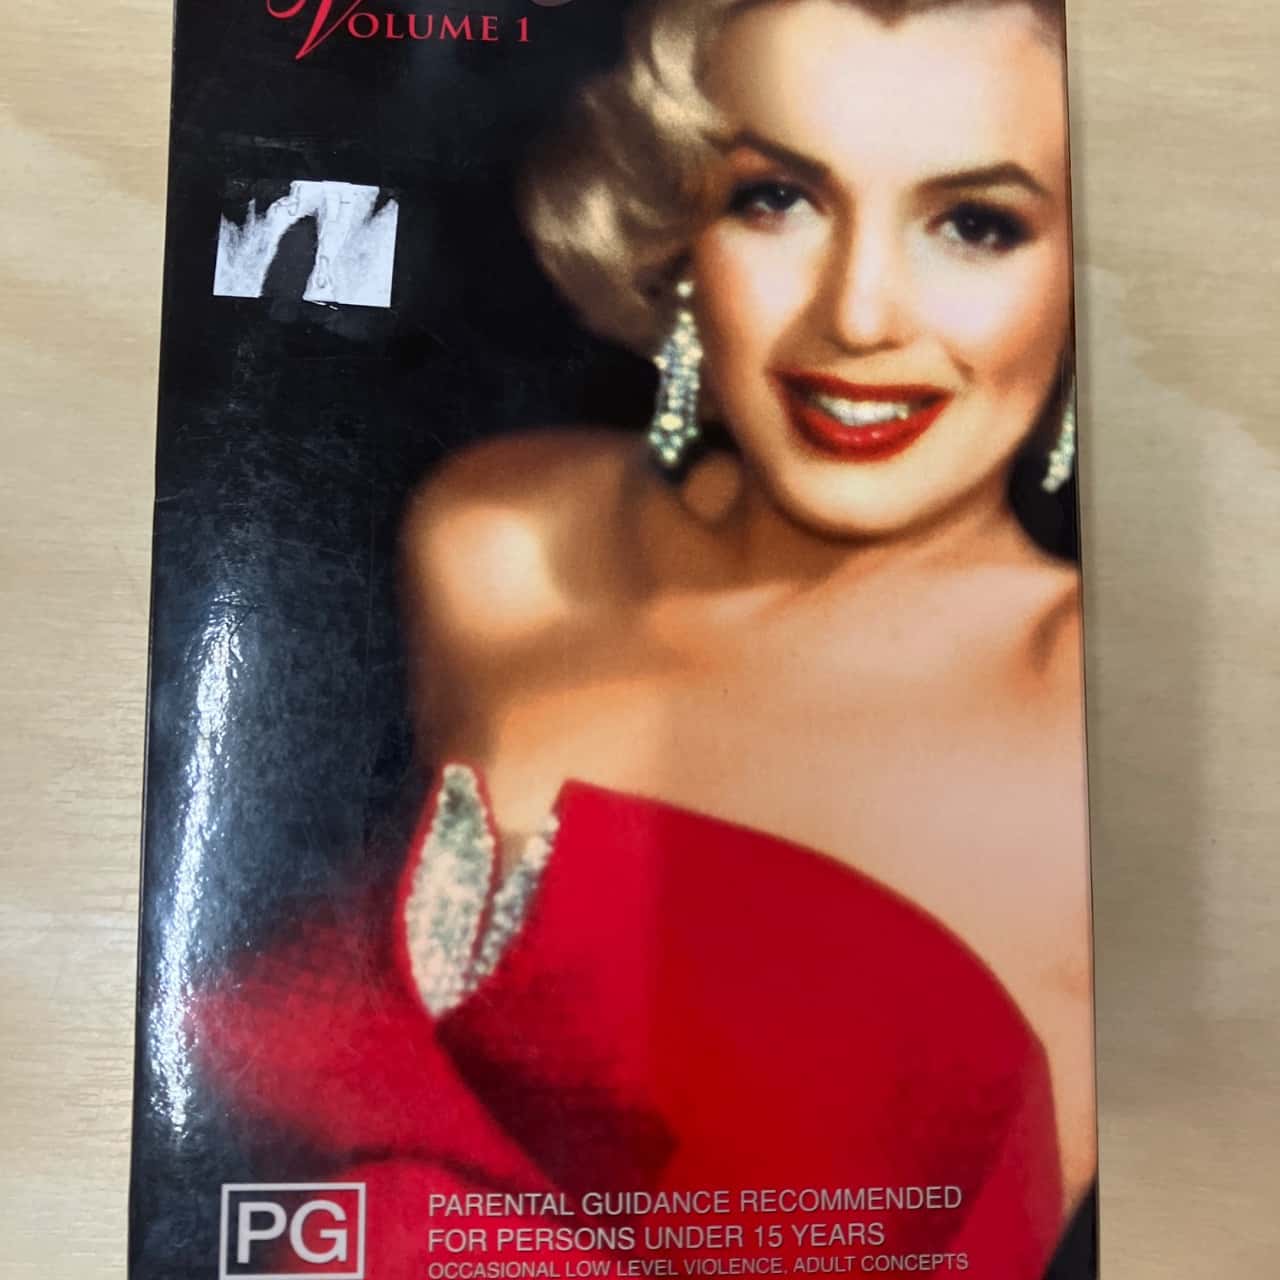 VOLUME 1
PG
PARENTAL GUIDANCE RECOMMENDED
FOR PERSONS UNDER 15 YEARS
OCCASIONAL LOW LEVEL VIOLENCE, ADULT CONCEPTS